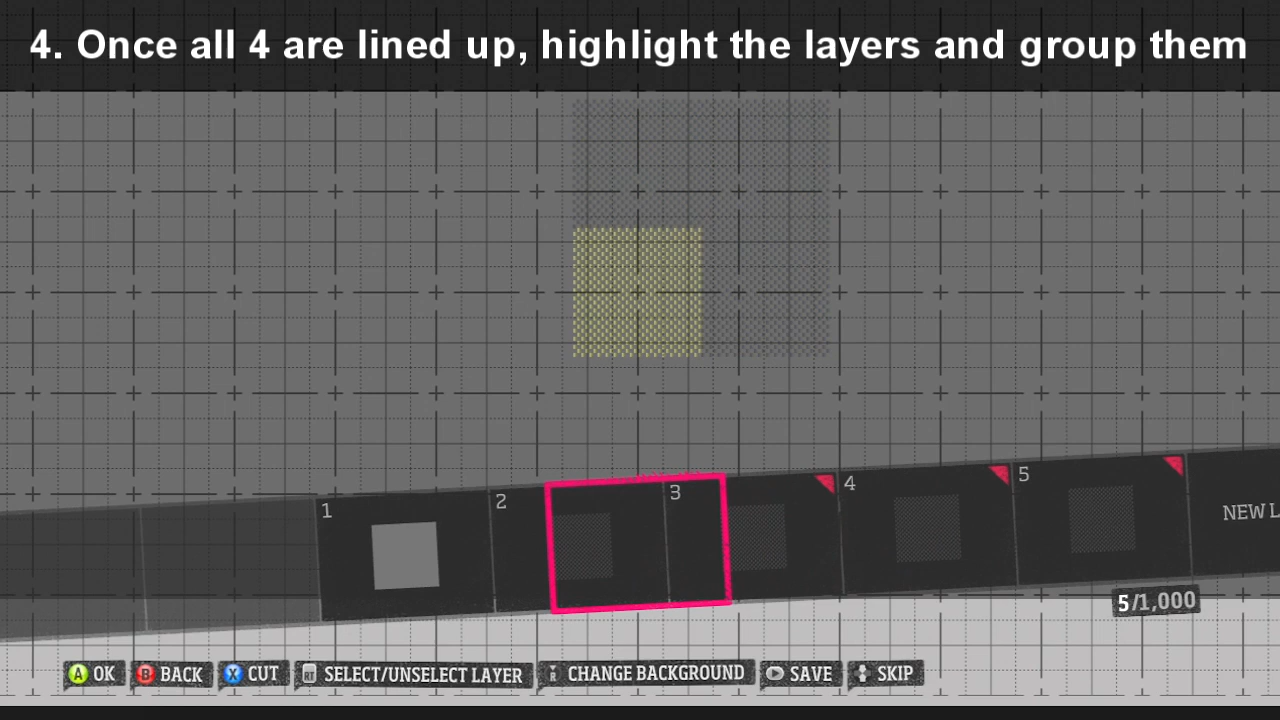 4. Once all 4 are lined up, highlight the layers and group them
1
2
3
4
5
NEW L
5/1,000
A OK B BACK X CUT RT SELECT/UNSELECT LAYER R CHANGE BACKGROUND SAVE SKIP